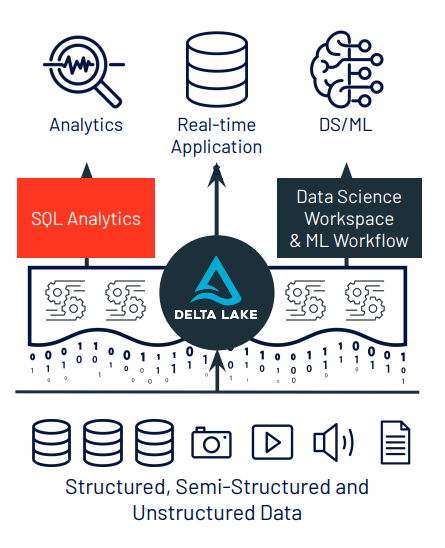 Analytics
Real-time
Application
s
DS/ML
SQL Analytics
Data Science
Workspace
& ML Workflow
DELTA LAKE
Structured, Semi-Structured and
Unstructured Data